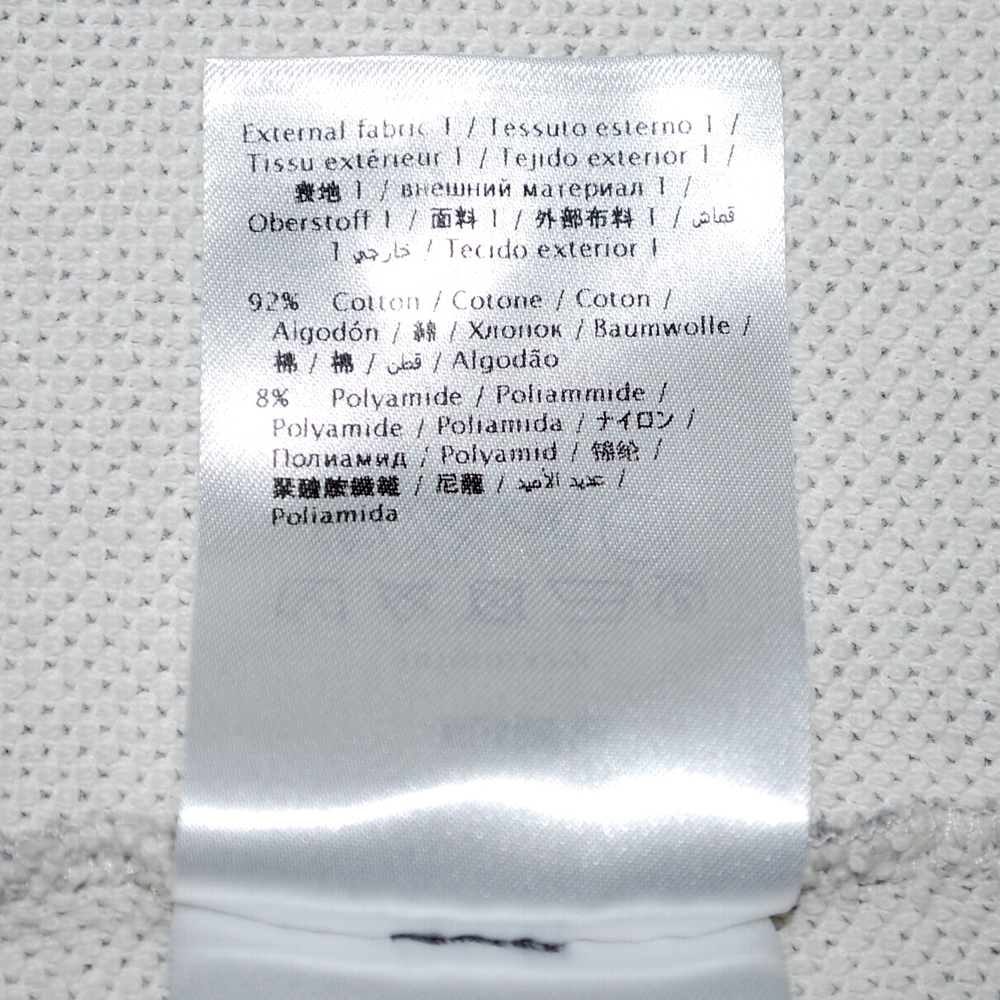 External fabric 1 / Tessuto esterno 1 /
Tissu extérieur 1 / Tejido exterior 1 /
表地 1 / внешний материал 1 /
Oberstoff 1 / 面料 1 / 外部布料 1 / قماش
خارجي 1 / Tecido exterior 1
92% Cotton / Cotone / Coton /
Algodón / 綿 / Хлопок / Baumwolle /
棉 / 棉 / قطن / Algodão
8% Polyamide / Poliammide /
Polyamide / Poliamida / ナイロン /
Полиамид / Polyamid / 锦纶 /
聚醯胺纖維 / 尼龍 / عديد الأميد /
Poliamida